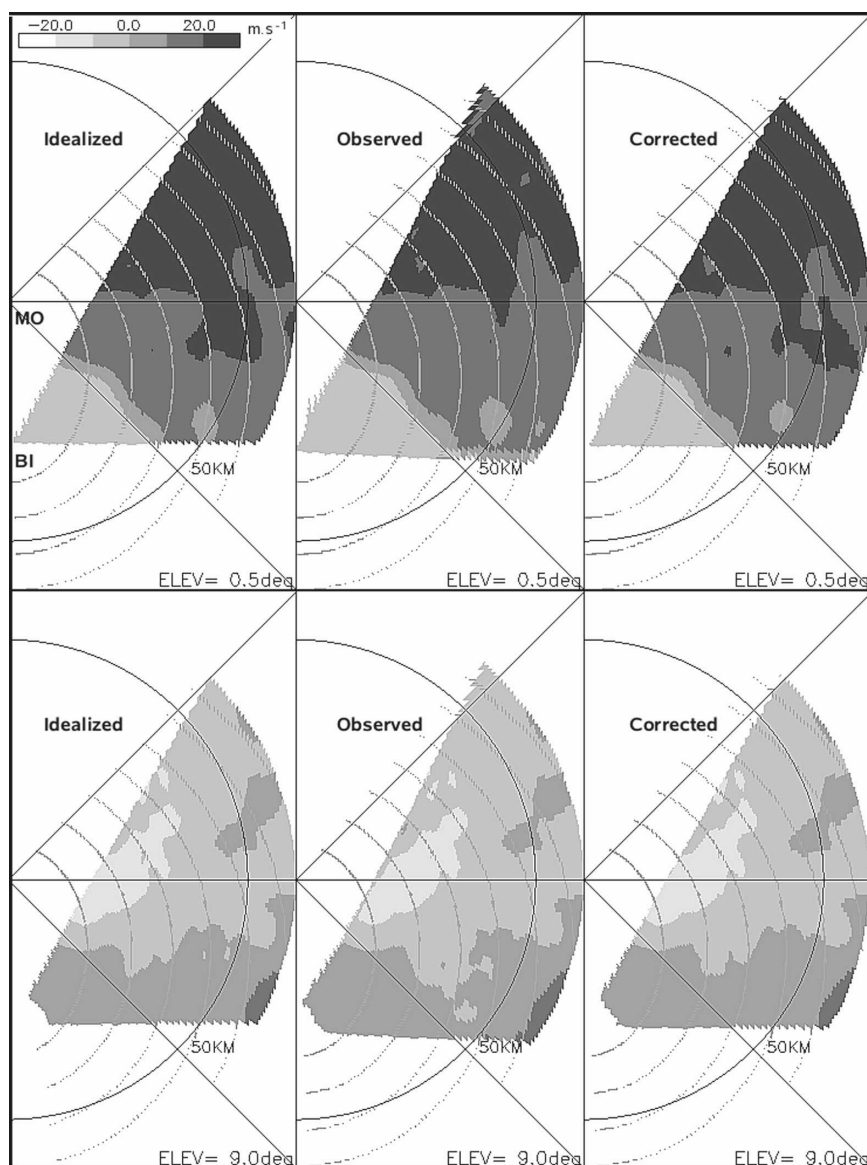 −20.0 0.0 20.0 m.s⁻¹
Idealized Observed Corrected
MO
BI
50KM 50KM 50KM
ELEV= 0.5deg ELEV= 0.5deg ELEV= 0.5deg
Idealized Observed Corrected
50KM 50KM 50KM
ELEV= 9.0deg ELEV= 9.0deg ELEV= 9.0deg